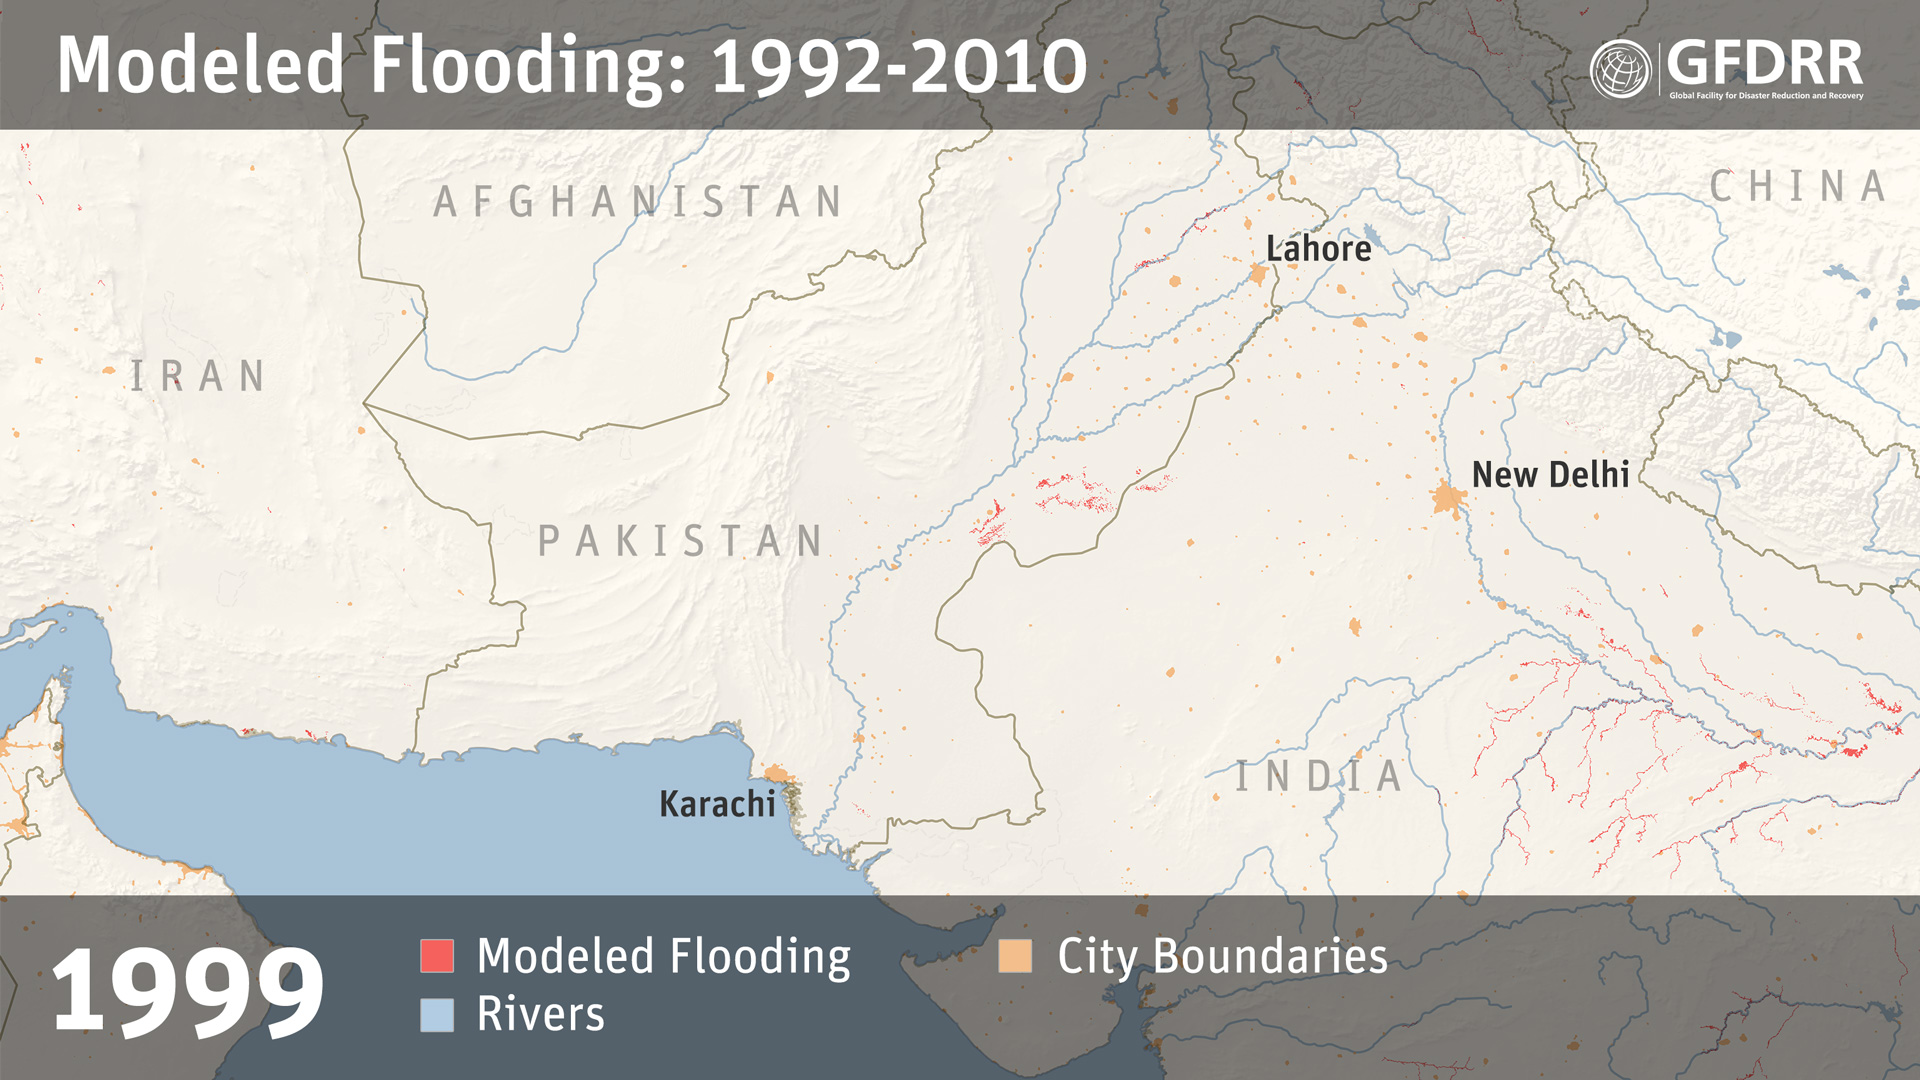 Modeled Flooding: 1992-2010
GFDRR
Global Facility for Disaster Reduction and Recovery
AFGHANISTAN
CHINA
Lahore
IRAN
New Delhi
PAKISTAN
INDIA
Karachi
1999
Modeled Flooding
City Boundaries
Rivers